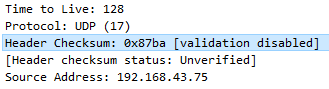 Time to Live: 128
Protocol: UDP (17)
Header Checksum: 0x87ba [validation disabled]
[Header checksum status: Unverified]
Source Address: 192.168.43.75